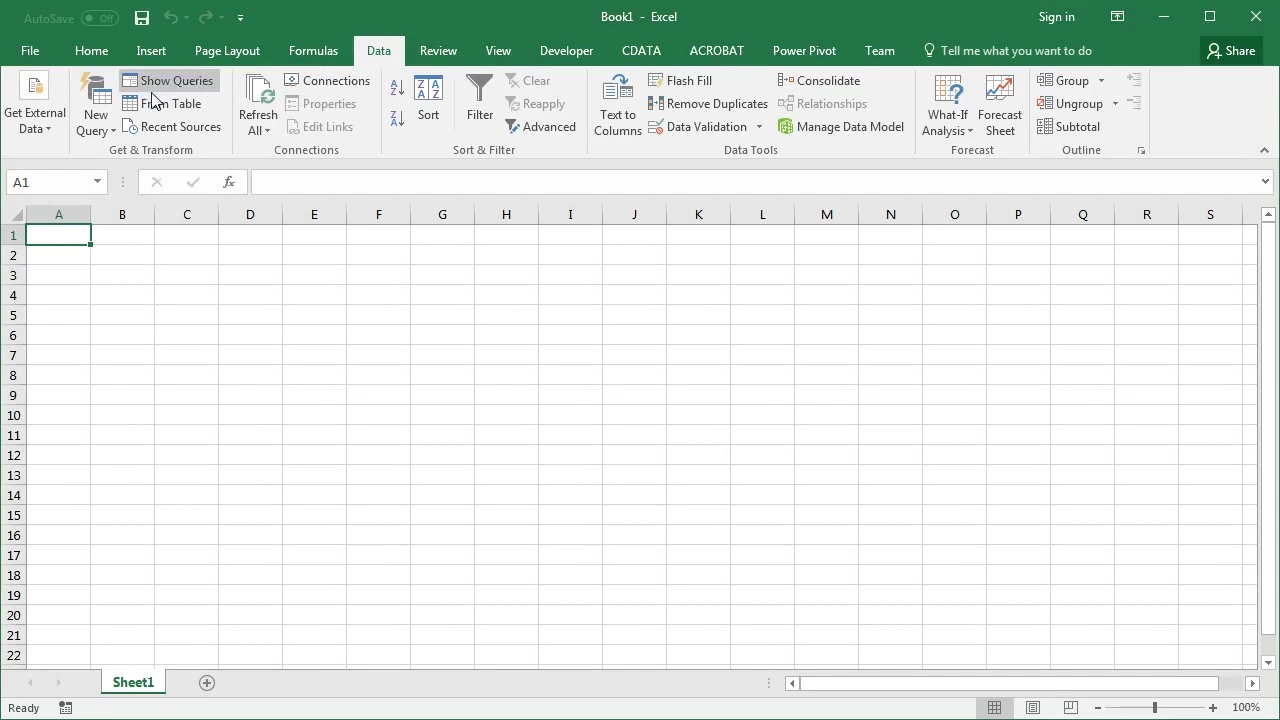 AutoSave Off
Book1 - Excel
Sign in
File Home Insert Page Layout Formulas Data Review View Developer CDATA ACROBAT Power Pivot Team Tell me what you want to do Share
Get External Data
New Query
Show Queries
From Table
Recent Sources
Get & Transform
Refresh All
Connections
Properties
Edit Links
Connections
Sort
Filter
Clear
Reapply
Advanced
Sort & Filter
Text to Columns
Flash Fill
Remove Duplicates
Data Validation
Consolidate
Relationships
Manage Data Model
Data Tools
What-If Analysis
Forecast Sheet
Forecast
Group
Ungroup
Subtotal
Outline
A1
fx
A B C D E F G H I J K L M N O P Q R S
1
2
3
4
5
6
7
8
9
10
11
12
13
14
15
16
17
18
19
20
21
22
Sheet1
Ready
100%